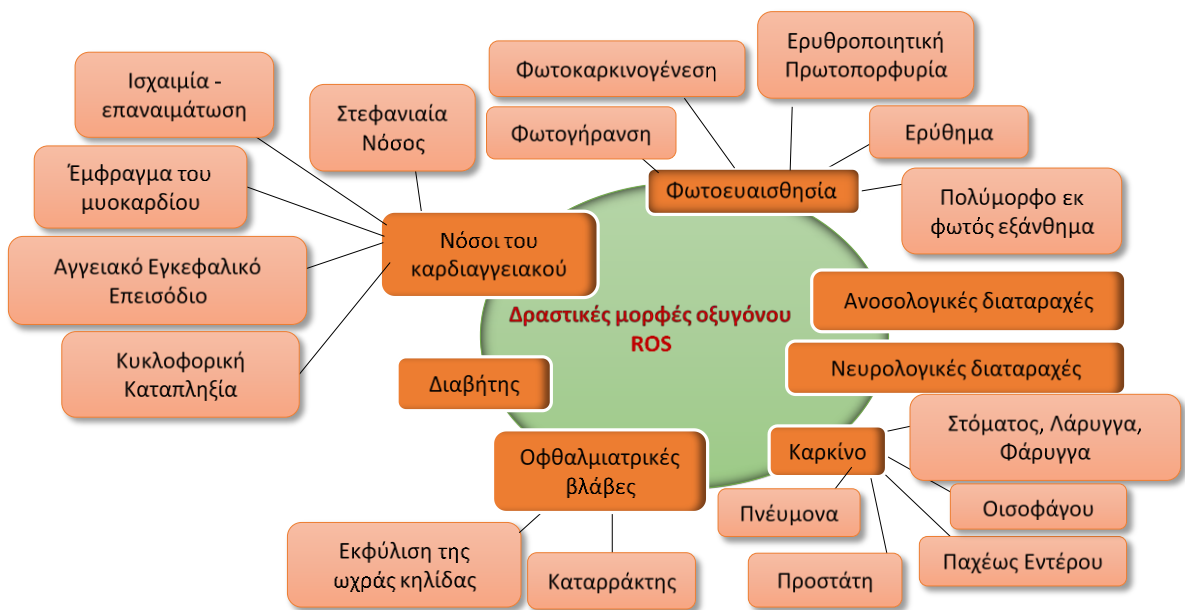 Ισχαιμία -
επαναιμάτωση
Στεφανιαία
Νόσος
Έμφραγμα του
μυοκαρδίου
Αγγειακό Εγκεφαλικό
Επεισόδιο
Κυκλοφορική
Καταπληξία
Νόσοι του
καρδιαγγειακού
Φωτοκαρκινογένεση
Φωτογήρανση
Ερυθροποιητική
Πρωτοπορφυρία
Ερύθημα
Πολύμορφο εκ
φωτός εξάνθημα
Φωτοευαισθησία
Δραστικές μορφές οξυγόνου
ROS
Ανοσολογικές διαταραχές
Νευρολογικές διαταραχές
Διαβήτης
Οφθαλμιατρικές
βλάβες
Εκφύλιση της
ωχράς κηλίδας
Καταρράκτης
Καρκίνο
Στόματος, Λάρυγγα,
Φάρυγγα
Πνεύμονα
Οισοφάγου
Προστάτη
Παχέως Εντέρου